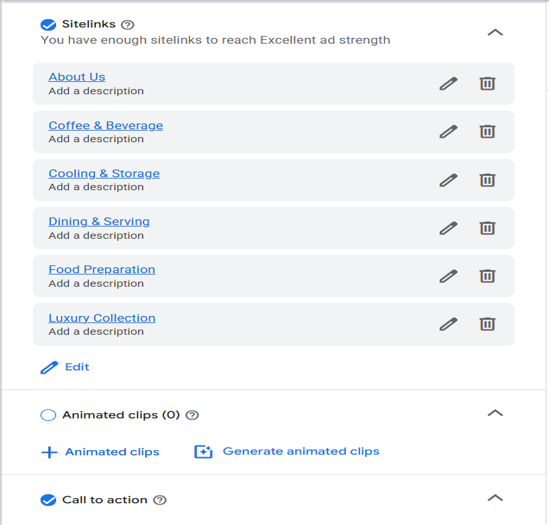 Sitelinks
You have enough sitelinks to reach Excellent ad strength
About Us
Add a description
Coffee & Beverage
Add a description
Cooling & Storage
Add a description
Dining & Serving
Add a description
Food Preparation
Add a description
Luxury Collection
Add a description
Edit
Animated clips (0)
Animated clips Generate animated clips
Call to action